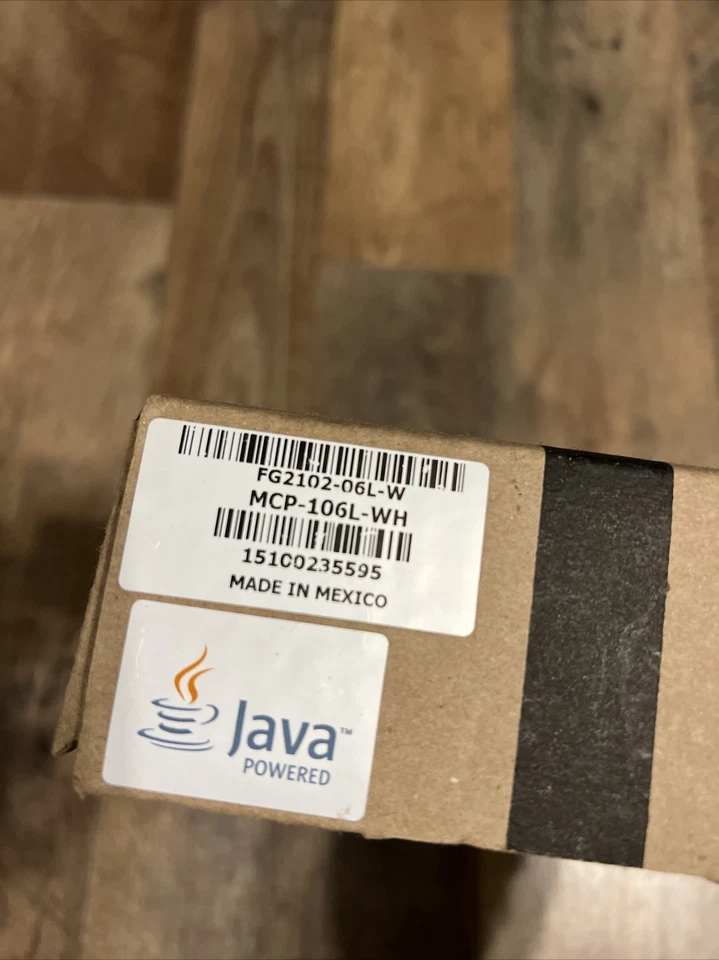 FG2102-06L-W
MCP-106L-WH
15100235595
MADE IN MEXICO
Java™
POWERED